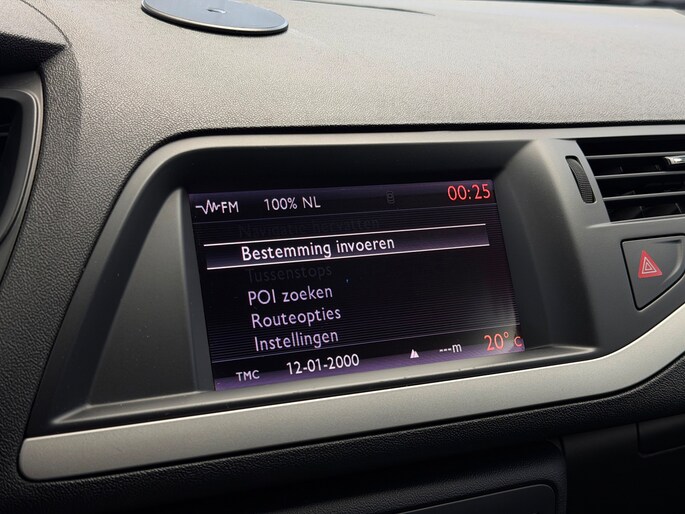 FM 100% NL 00:25
Bestemming invoeren
Tussenstops
POI zoeken
Routeopties
Instellingen
TMC 12-01-2000 ---m 20° C